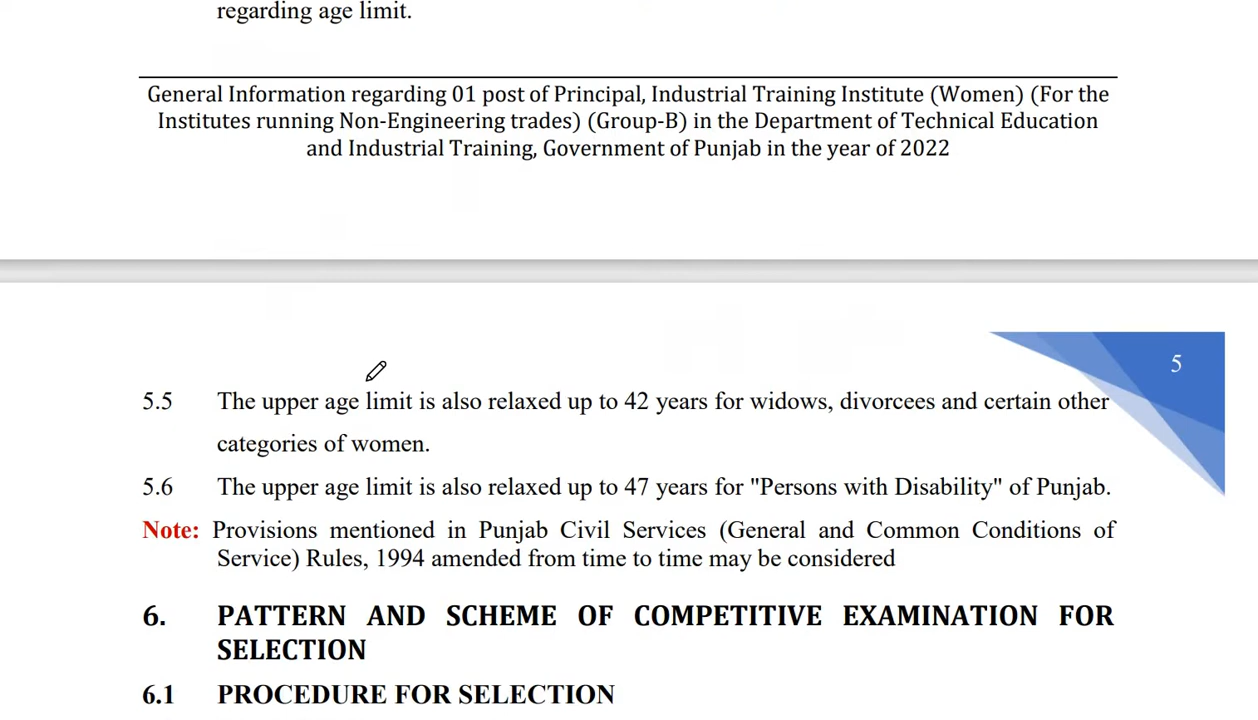 regarding age limit.
General Information regarding 01 post of Principal, Industrial Training Institute (Women) (For the
Institutes running Non-Engineering trades) (Group-B) in the Department of Technical Education
and Industrial Training, Government of Punjab in the year of 2022
5
5.5 The upper age limit is also relaxed up to 42 years for widows, divorcees and certain other
categories of women.
5.6 The upper age limit is also relaxed up to 47 years for "Persons with Disability" of Punjab.
Note: Provisions mentioned in Punjab Civil Services (General and Common Conditions of
Service) Rules, 1994 amended from time to time may be considered
6. PATTERN AND SCHEME OF COMPETITIVE EXAMINATION FOR
SELECTION
6.1 PROCEDURE FOR SELECTION